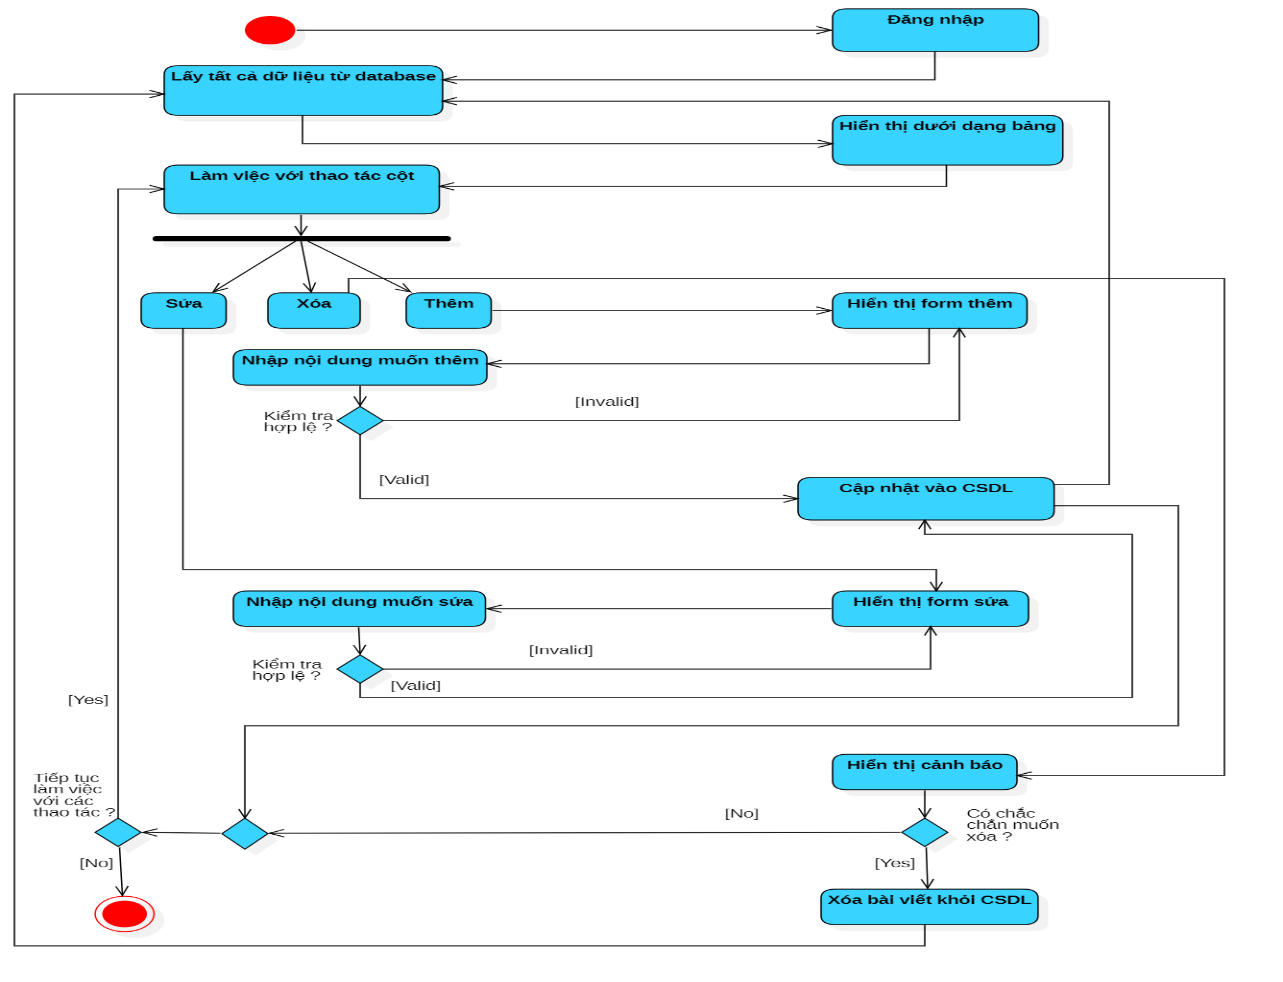 Đăng nhập
Lấy tất cả dữ liệu từ database
Hiển thị dưới dạng bảng
Làm việc với thao tác cột
Sửa
Xóa
Thêm
Hiển thị form thêm
Nhập nội dung muốn thêm
[Invalid]
Kiểm tra
hợp lệ ?
[Valid]
Cập nhật vào CSDL
Nhập nội dung muốn sửa
Hiển thị form sửa
[Invalid]
Kiểm tra
hợp lệ ?
[Valid]
[Yes]
Hiển thị cảnh báo
Tiếp tục
làm việc
với các
thao tác ?
[No]
Có chắc
chắn muốn
xóa ?
[No]
[Yes]
Xóa bài viết khỏi CSDL